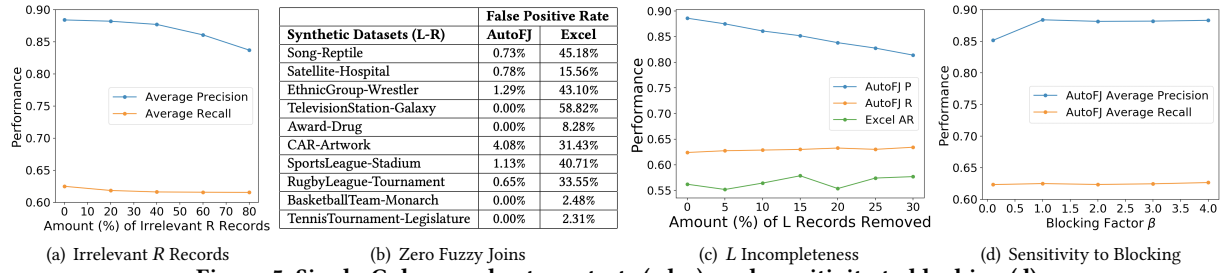 0.90
0.85
0.80
0.75
0.70
0.65
0.60
Performance
Average Precision
Average Recall
0 10 20 30 40 50 60 70 80
Amount (%) of Irrelevant R Records
(a) Irrelevant R Records
False Positive Rate
Synthetic Datasets (L-R) AutoFJ Excel
Song-Reptile 0.73% 45.18%
Satellite-Hospital 0.78% 15.56%
EthnicGroup-Wrestler 1.29% 43.10%
TelevisionStation-Galaxy 0.00% 58.82%
Award-Drug 0.00% 8.28%
CAR-Artwork 4.08% 31.43%
SportsLeague-Stadium 1.13% 40.71%
RugbyLeague-Tournament 0.65% 33.55%
BasketballTeam-Monarch 0.00% 2.48%
TennisTournament-Legislature 0.00% 2.31%
(b) Zero Fuzzy Joins
0.90
0.85
0.80
0.75
0.70
0.65
0.60
0.55
Performance
AutoFJ P
AutoFJ R
Excel AR
0 5 10 15 20 25 30
Amount (%) of L Records Removed
(c) L Incompleteness
0.90
0.85
0.80
0.75
0.70
0.65
0.60
Performance
AutoFJ Average Precision
AutoFJ Average Recall
0.0 0.5 1.0 1.5 2.0 2.5 3.0 3.5 4.0
Blocking Factor β
(d) Sensitivity to Blocking